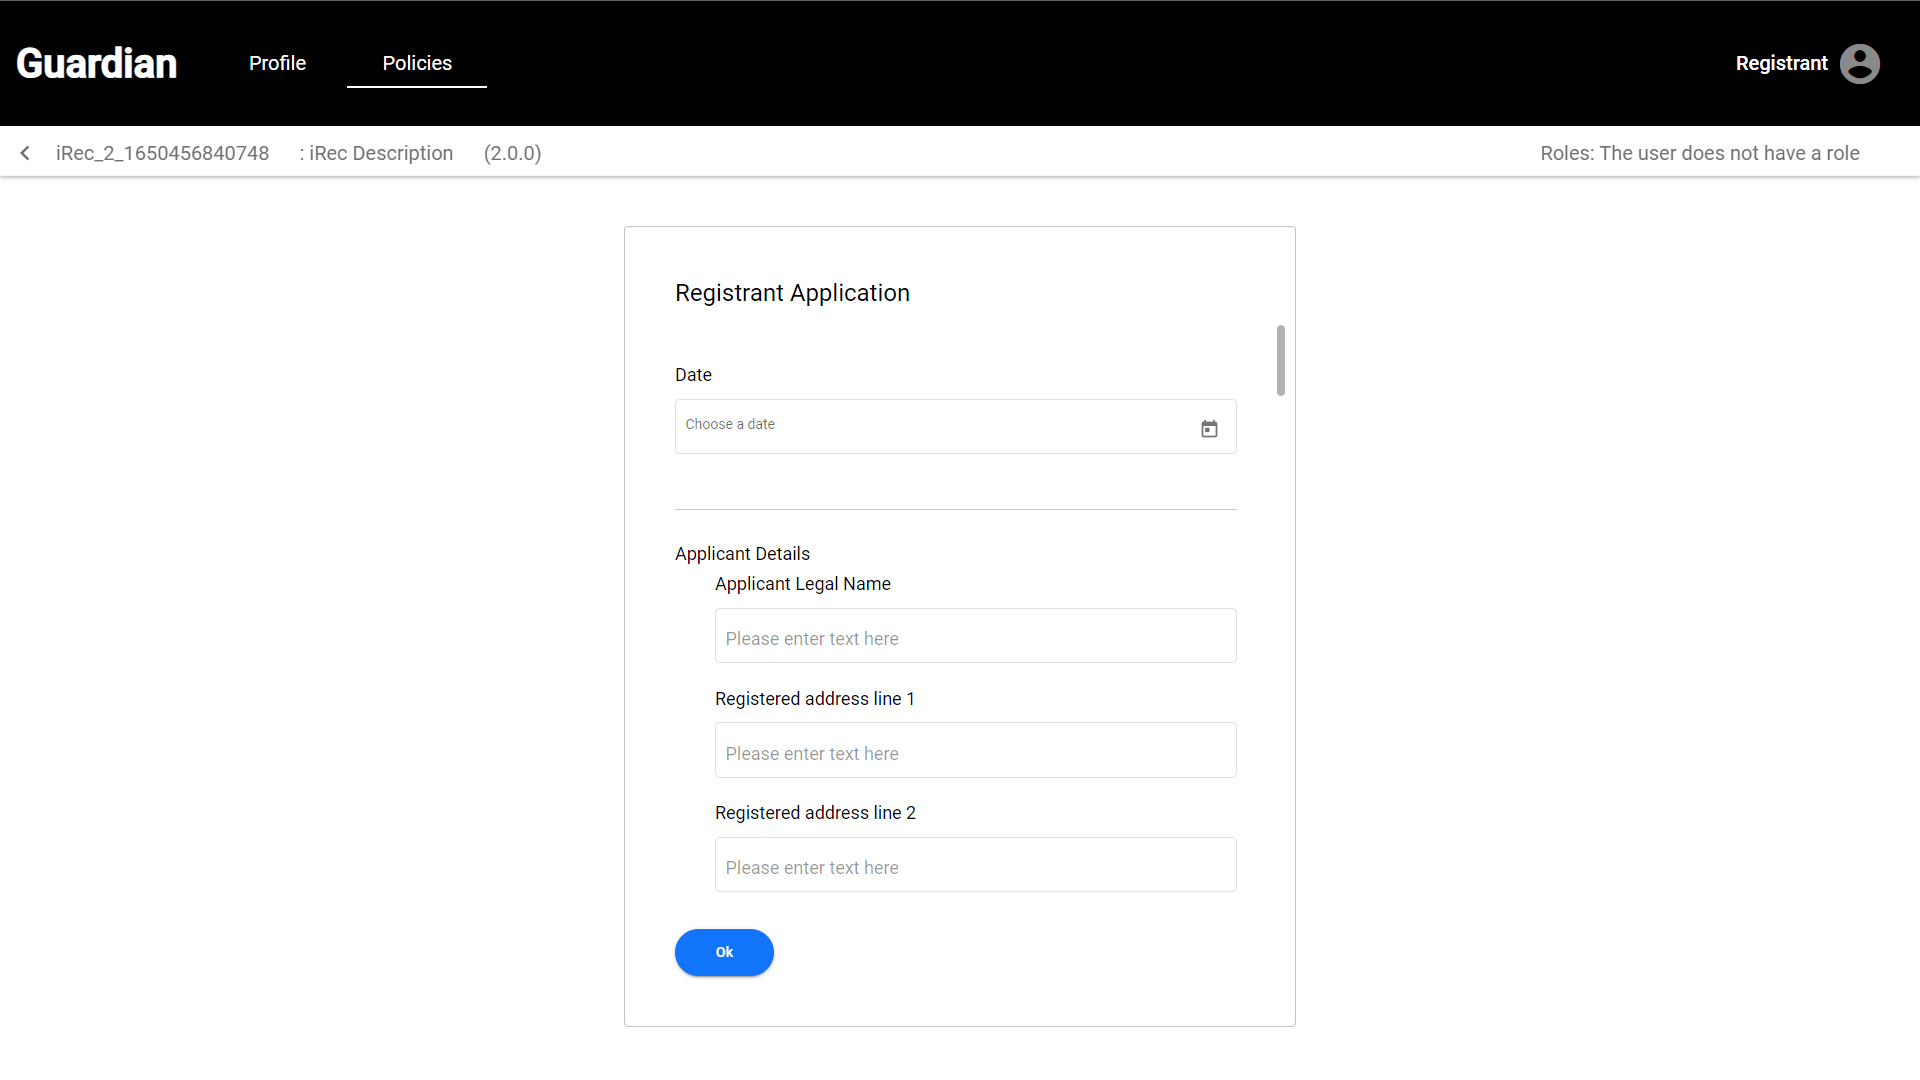 Guardian Profile Policies Registrant
iRec_2_1650456840748 : iRec Description (2.0.0) Roles: The user does not have a role
Registrant Application
Date
Choose a date
Applicant Details
Applicant Legal Name
Please enter text here
Registered address line 1
Please enter text here
Registered address line 2
Please enter text here
Ok